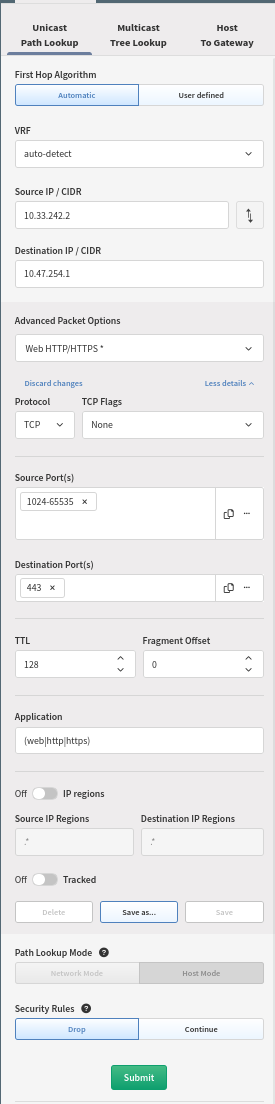 Unicast Multicast Host
Path Lookup Tree Lookup To Gateway
First Hop Algorithm
Automatic User defined
VRF
auto-detect
Source IP / CIDR
10.33.242.2
Destination IP / CIDR
10.47.254.1
Advanced Packet Options
Web HTTP/HTTPS *
Discard changes Less details
Protocol TCP Flags
TCP None
Source Port(s)
1024-65535 ×
Destination Port(s)
443 ×
TTL Fragment Offset
128 0
Application
(web|http|https)
Off IP regions
Source IP Regions Destination IP Regions
.* .*
Off Tracked
Delete Save as... Save
Path Lookup Mode ?
Network Mode Host Mode
Security Rules ?
Drop Continue
Submit